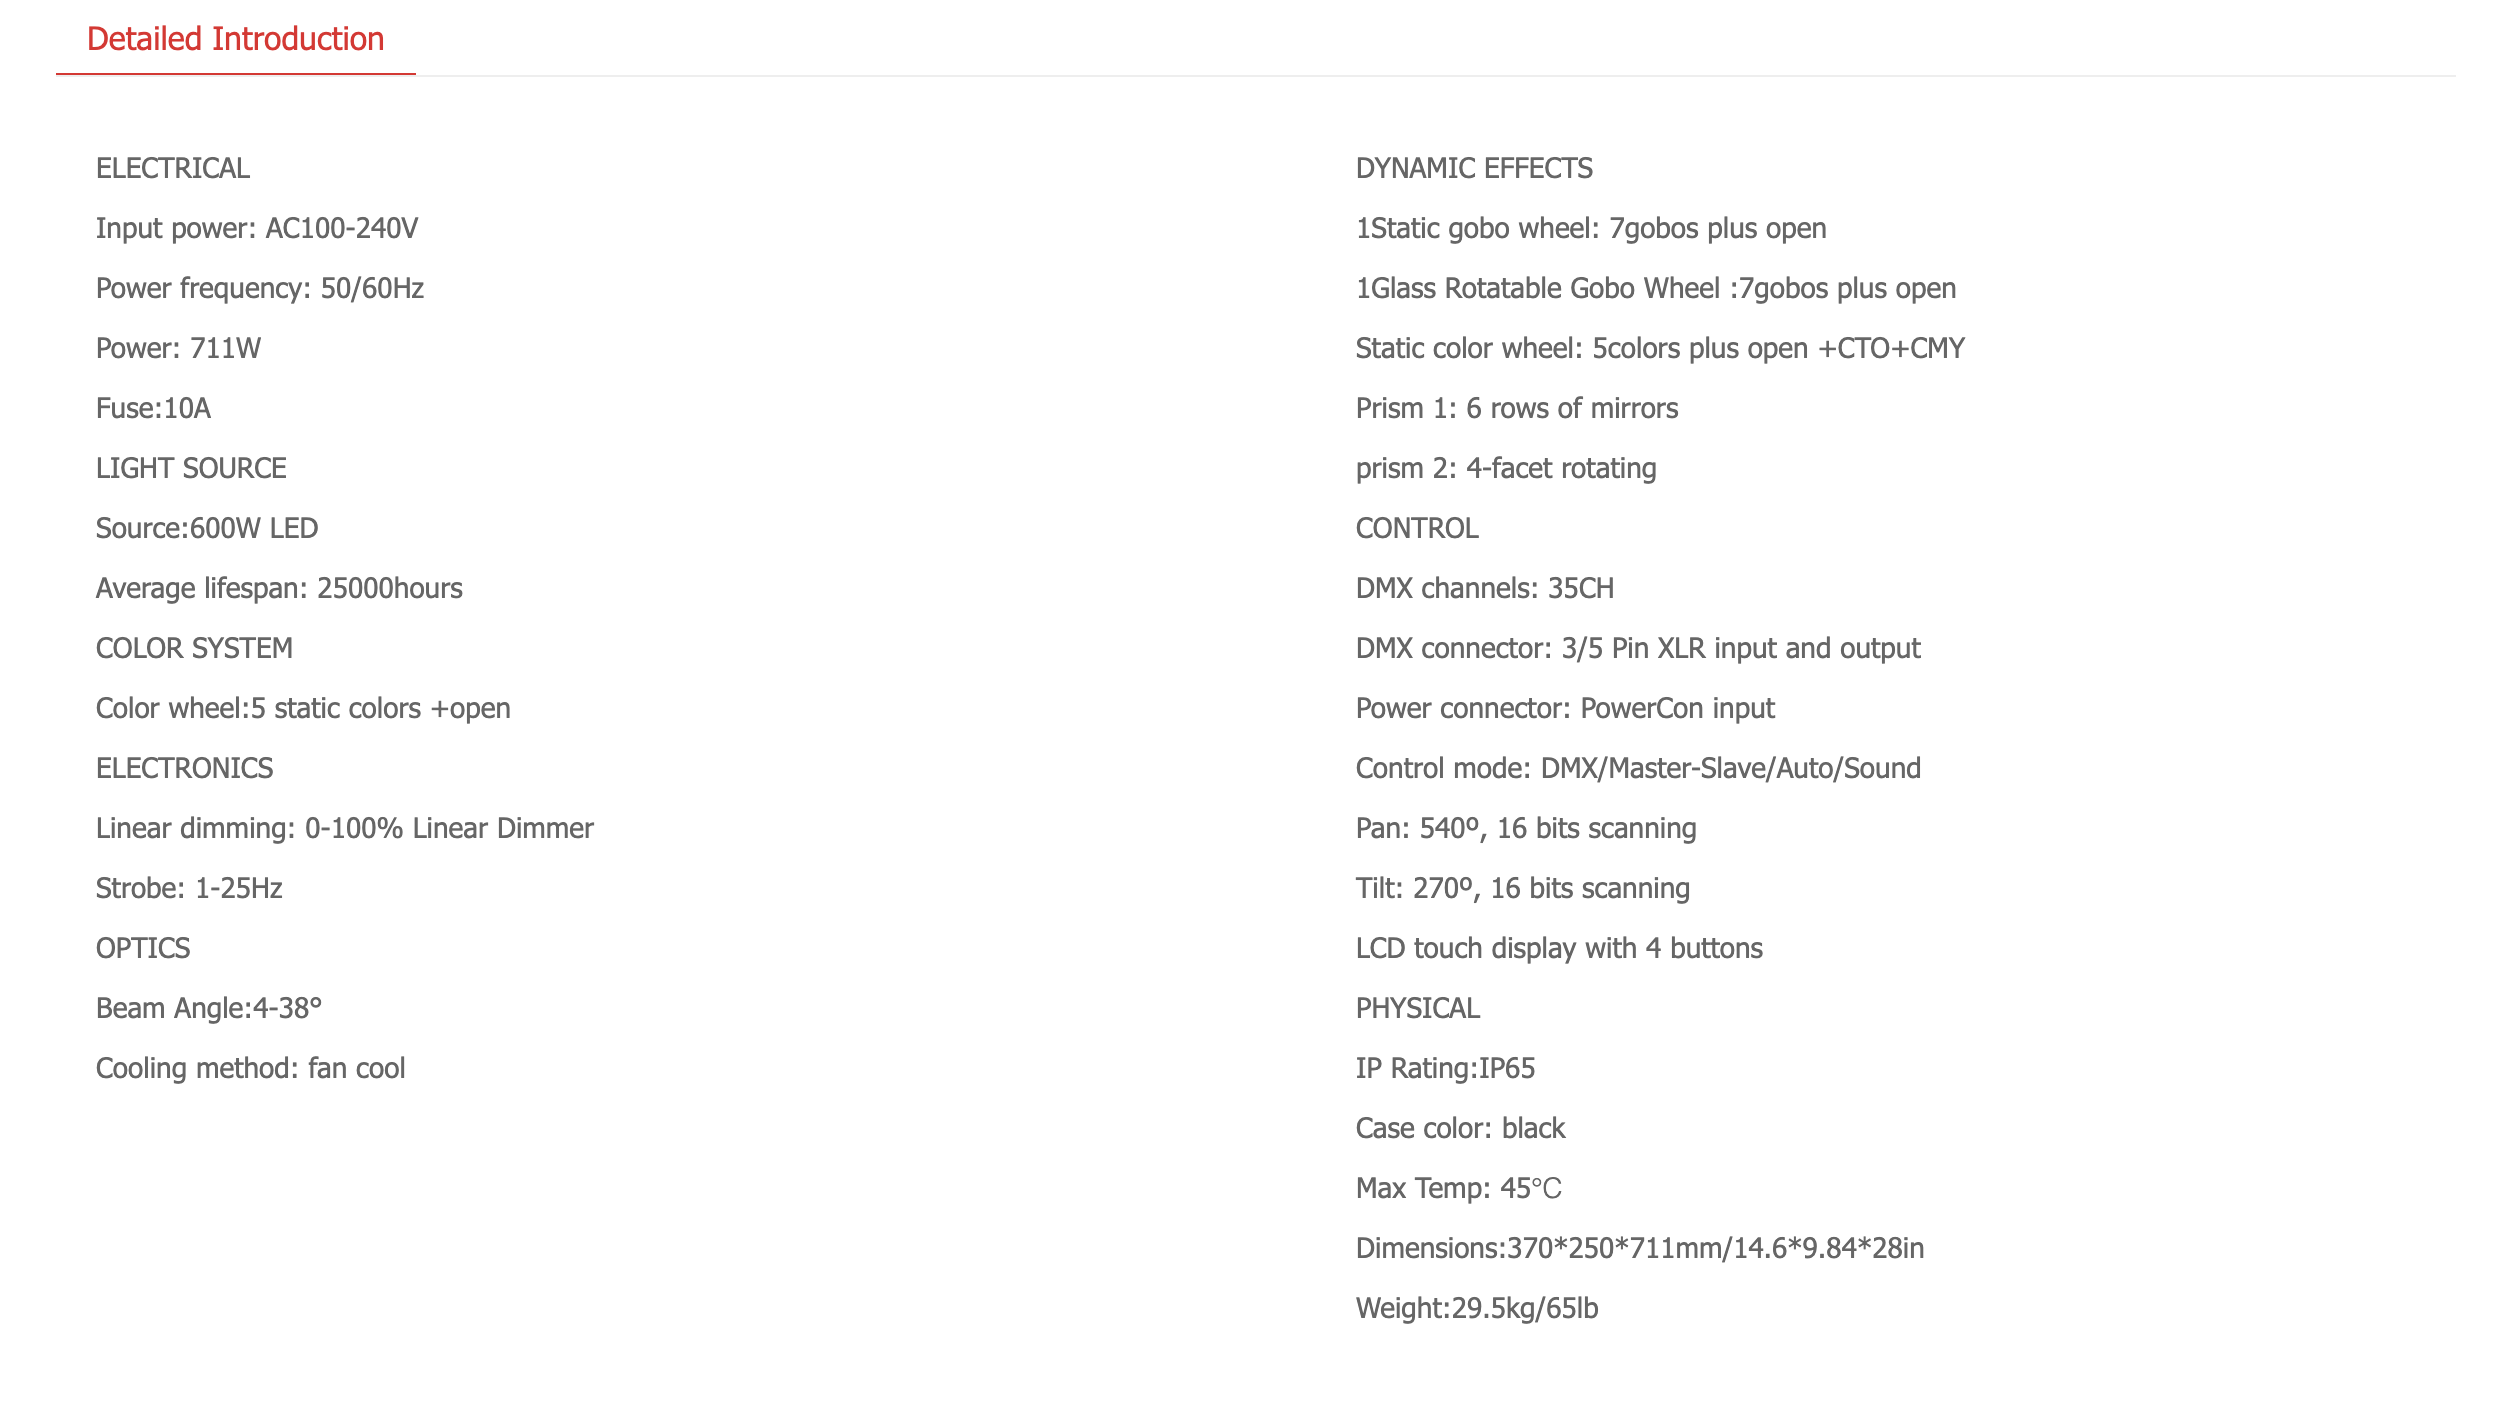 Detailed Introduction
ELECTRICAL
Input power: AC100-240V
Power frequency: 50/60Hz
Power: 711W
Fuse:10A
LIGHT SOURCE
Source:600W LED
Average lifespan: 25000hours
COLOR SYSTEM
Color wheel:5 static colors +open
ELECTRONICS
Linear dimming: 0-100% Linear Dimmer
Strobe: 1-25Hz
OPTICS
Beam Angle:4-38°
Cooling method: fan cool
DYNAMIC EFFECTS
1Static gobo wheel: 7gobos plus open
1Glass Rotatable Gobo Wheel :7gobos plus open
Static color wheel: 5colors plus open +CTO+CMY
Prism 1: 6 rows of mirrors
prism 2: 4-facet rotating
CONTROL
DMX channels: 35CH
DMX connector: 3/5 Pin XLR input and output
Power connector: PowerCon input
Control mode: DMX/Master-Slave/Auto/Sound
Pan: 540º, 16 bits scanning
Tilt: 270º, 16 bits scanning
LCD touch display with 4 buttons
PHYSICAL
IP Rating:IP65
Case color: black
Max Temp: 45℃
Dimensions:370*250*711mm/14.6*9.84*28in
Weight:29.5kg/65lb